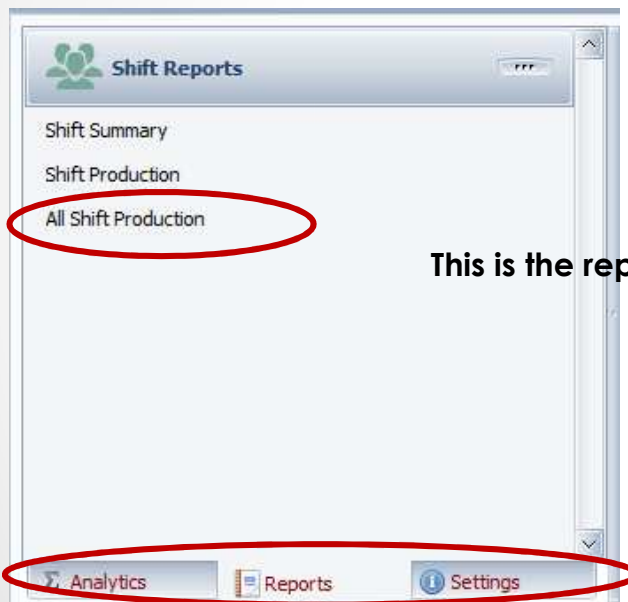 Shift Reports
Shift Summary
Shift Production
All Shift Production
This is the rep
Analytics Reports Settings